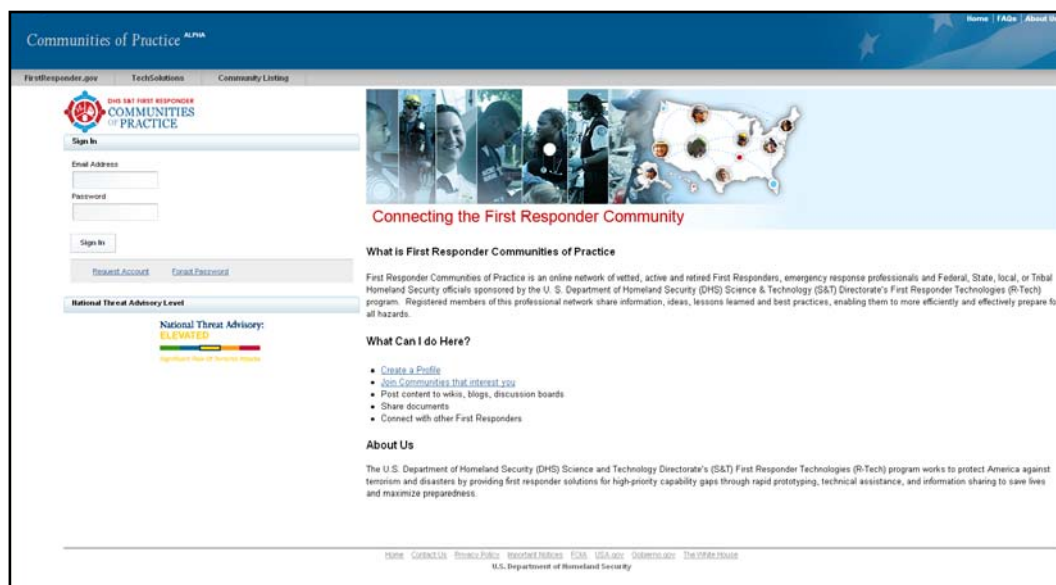 Home | FAQs | About Us
Communities of Practice ALPHA
FirstResponder.gov TechSolutions Community Listing
DHS S&T FIRST RESPONDER
COMMUNITIES
OF PRACTICE
Sign In
Email Address
Password
Sign In
Request Account Forgot Password
National Threat Advisory Level
National Threat Advisory:
ELEVATED
Significant Risk of Terrorist Attacks
Connecting the First Responder Community
What is First Responder Communities of Practice
First Responder Communities of Practice is an online network of vetted, active and retired First Responders, emergency response professionals and Federal, State, local, or Tribal
Homeland Security officials sponsored by the U. S. Department of Homeland Security (DHS) Science & Technology (S&T) Directorate's First Responder Technologies (R-Tech)
program. Registered members of this professional network share information, ideas, lessons learned and best practices, enabling them to more efficiently and effectively prepare fo
all hazards.
What Can I do Here?
Create a Profile
Join Communities that interest you
Post content to wikis, blogs, discussion boards
Share documents
Connect with other First Responders
About Us
The U.S. Department of Homeland Security (DHS) Science and Technology Directorate's (S&T) First Responder Technologies (R-Tech) program works to protect America against
terrorism and disasters by providing first responder solutions for high-priority capability gaps through rapid prototyping, technical assistance, and information sharing to save lives
and maximize preparedness.
Home Contact Us Privacy Policy Important Notices FOIA USA.gov Gobierno.gov The White House
U.S. Department of Homeland Security